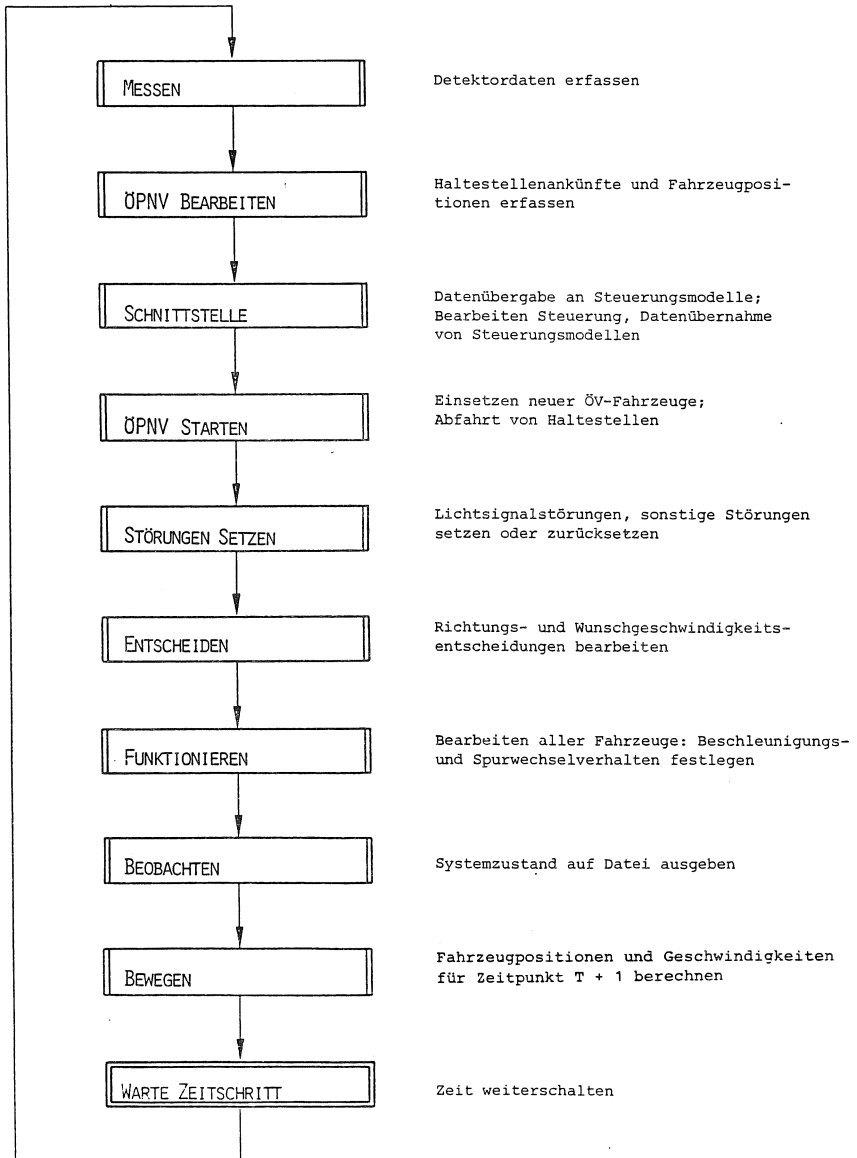 MESSEN
Detektordaten erfassen
ÖPNV BEARBEITEN
Haltestellenankünfte und Fahrzeugposi-
tionen erfassen
SCHNITTSTELLE
Datenübergabe an Steuerungsmodelle;
Bearbeiten Steuerung, Datenübernahme
von Steuerungsmodellen
ÖPNV STARTEN
Einsetzen neuer ÖV-Fahrzeuge;
Abfahrt von Haltestellen
STÖRUNGEN SETZEN
Lichtsignalstörungen, sonstige Störungen
setzen oder zurücksetzen
ENTSCHEIDEN
Richtungs- und Wunschgeschwindigkeits-
entscheidungen bearbeiten
FUNKTIONIEREN
Bearbeiten aller Fahrzeuge: Beschleunigungs-
und Spurwechselverhalten festlegen
BEOBACHTEN
Systemzustand auf Datei ausgeben
BEWEGEN
Fahrzeugpositionen und Geschwindigkeiten
für Zeitpunkt T + 1 berechnen
WARTE ZEITSCHRITT
Zeit weiterschalten